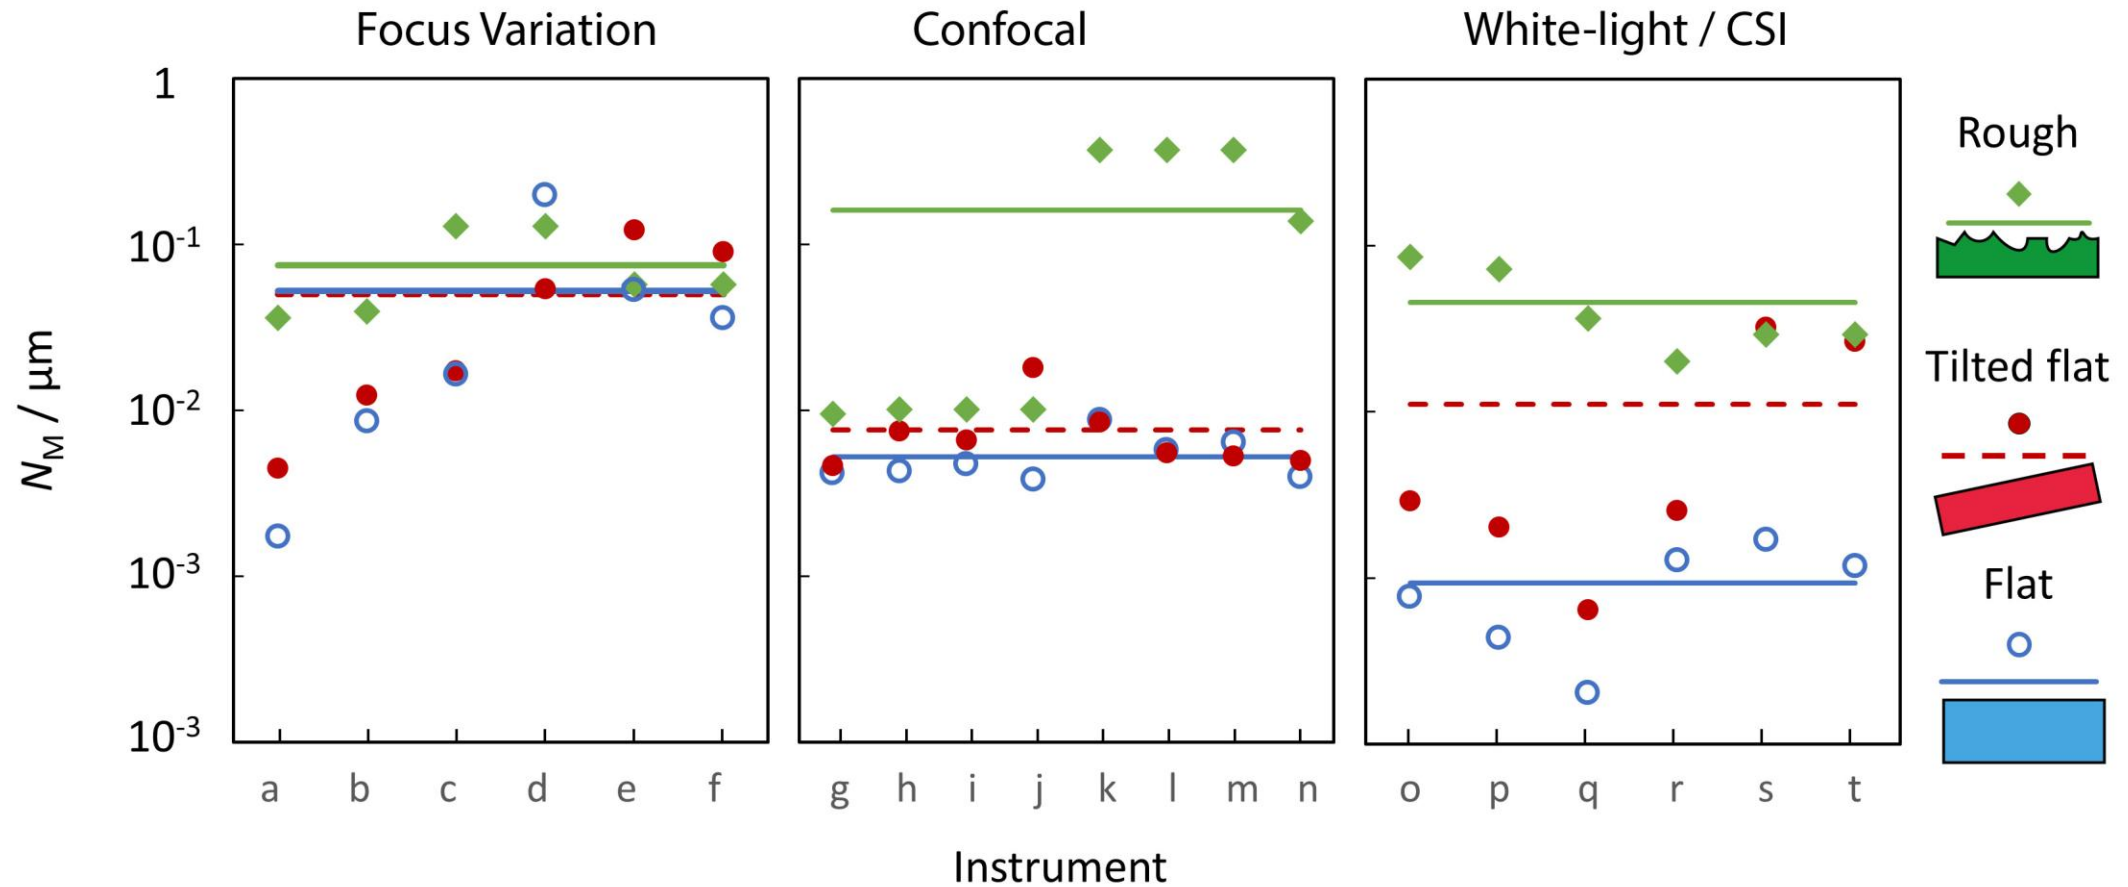 Focus Variation
Confocal
White-light / CSI
N_M / µm
1
10⁻¹
10⁻²
10⁻³
10⁻³
a b c d e f
g h i j k l m n
o p q r s t
Instrument
Rough
Tilted flat
Flat